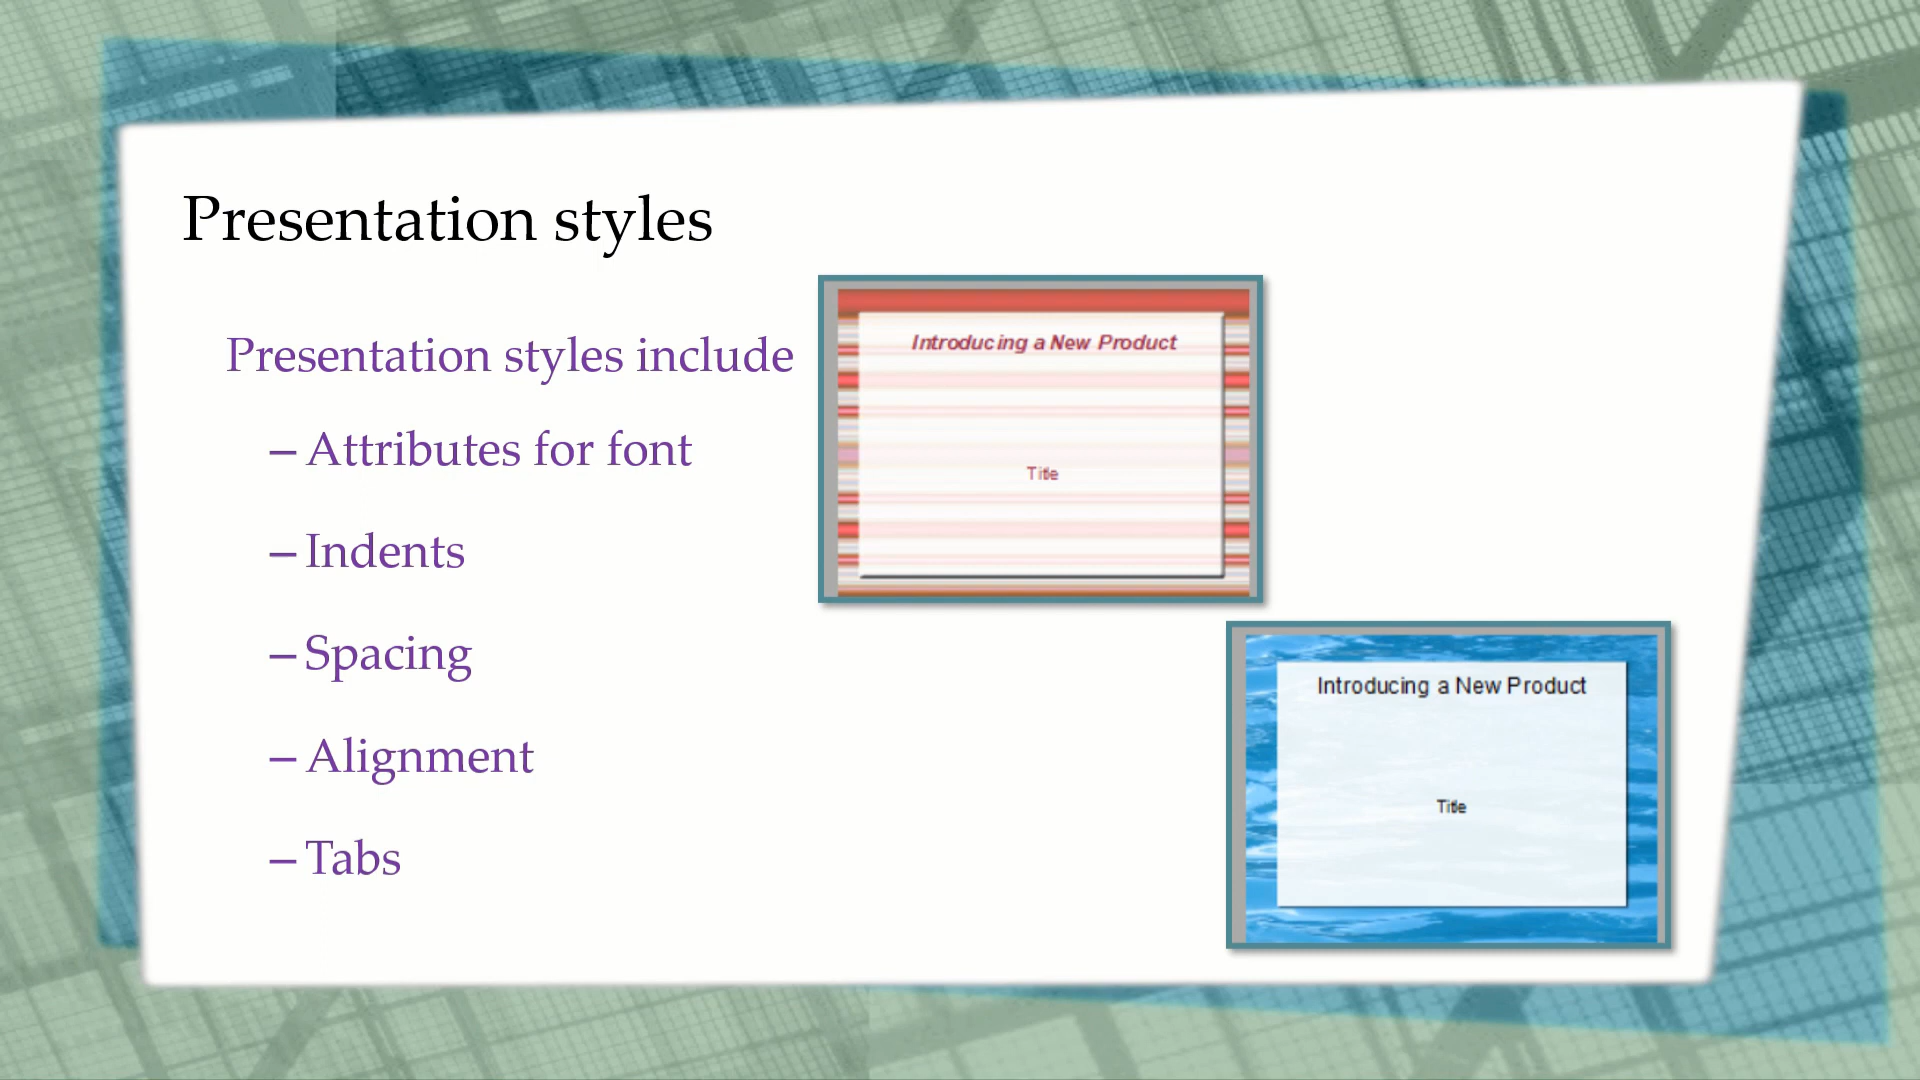 Presentation styles
Presentation styles include
– Attributes for font
– Indents
– Spacing
– Alignment
– Tabs
Introducing a New Product
Title
Introducing a New Product
Title